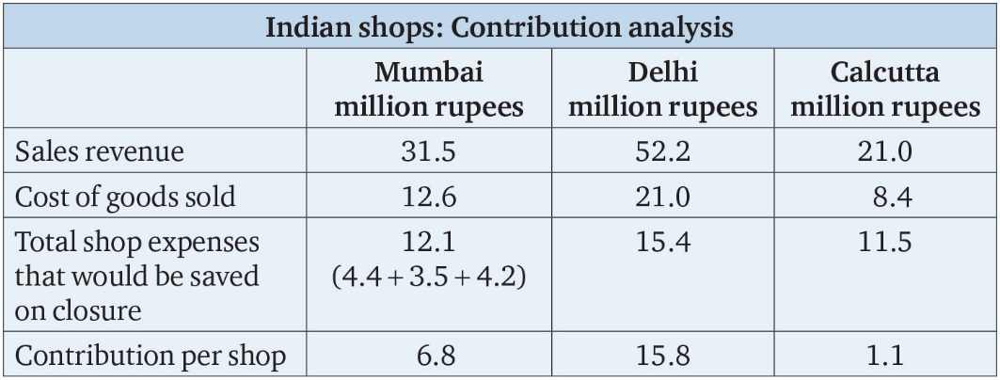 Indian shops: Contribution analysis
Mumbai million rupees Delhi million rupees Calcutta million rupees
Sales revenue 31.5 52.2 21.0
Cost of goods sold 12.6 21.0 8.4
Total shop expenses that would be saved on closure 12.1 (4.4 + 3.5 + 4.2) 15.4 11.5
Contribution per shop 6.8 15.8 1.1